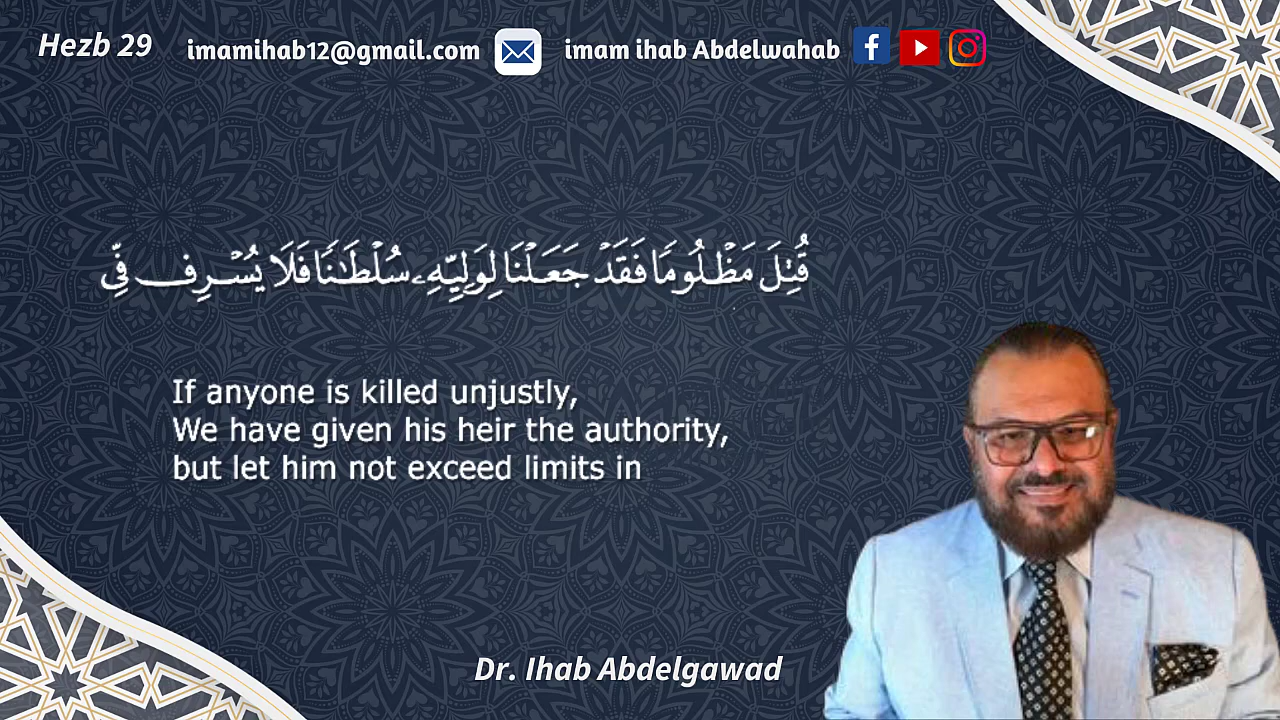 Hezb 29
imamihab12@gmail.com
imam ihab Abdelwahab
قُتِلَ مَظْلُومًا فَقَدْ جَعَلْنَا لِوَلِيِّهِۦ سُلْطَـٰنًا فَلَا يُسْرِف فِّى
If anyone is killed unjustly,
We have given his heir the authority,
but let him not exceed limits in
Dr. Ihab Abdelgawad